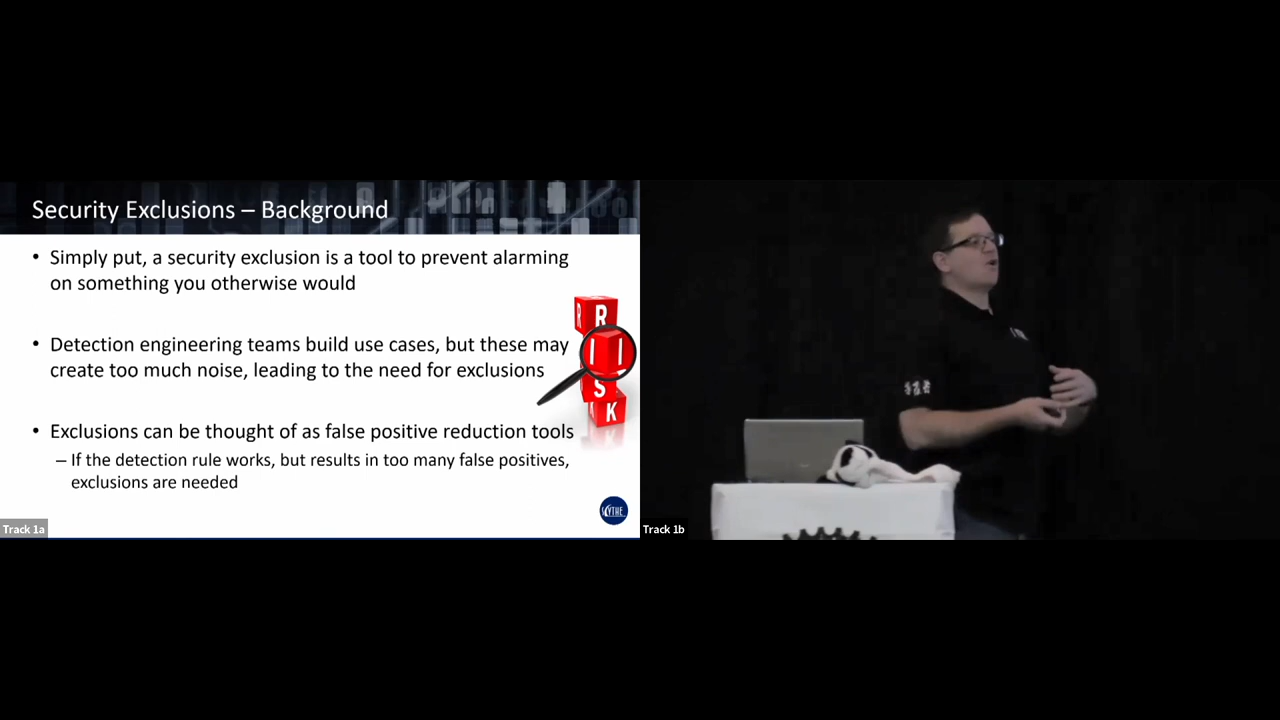 Security Exclusions – Background
• Simply put, a security exclusion is a tool to prevent alarming
on something you otherwise would
• Detection engineering teams build use cases, but these may
create too much noise, leading to the need for exclusions
R R
I I
S
A K
• Exclusions can be thought of as false positive reduction tools
– If the detection rule works, but results in too many false positives,
exclusions are needed
SCYTHE
Track 1a
Track 1b